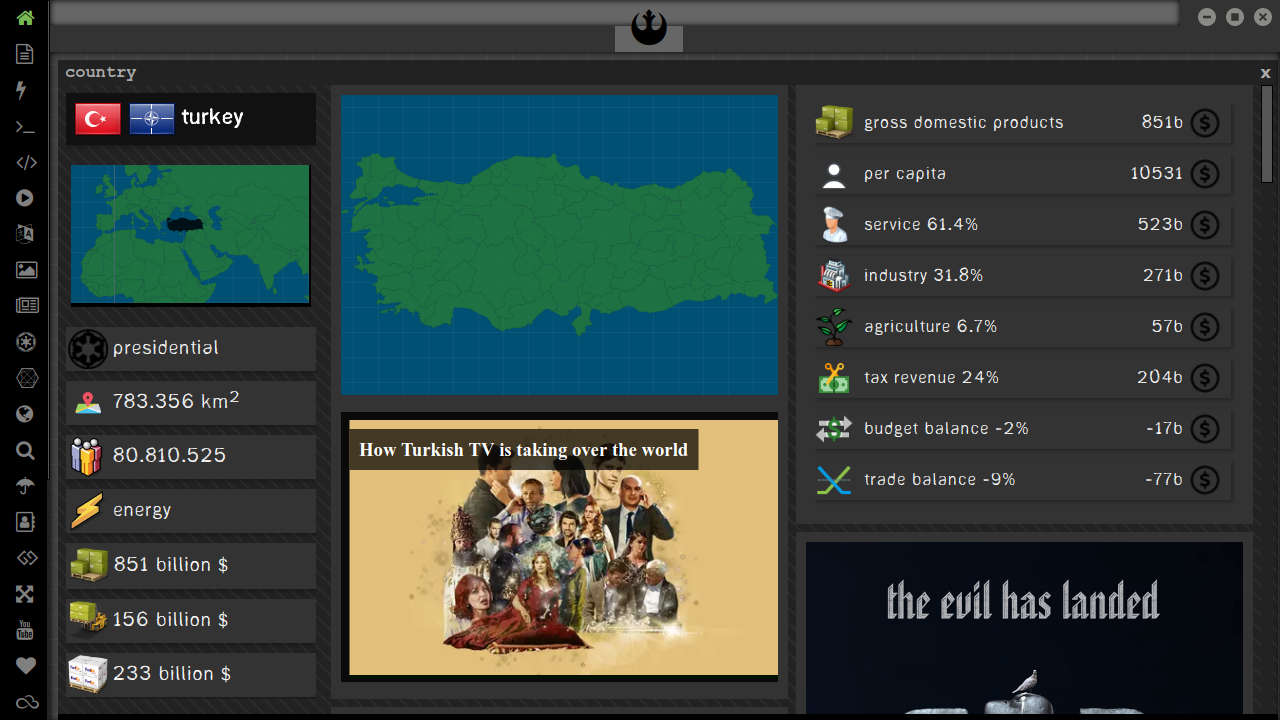 country
x
turkey
presidential
783.356 km²
80.810.525
energy
851 billion $
156 billion $
233 billion $
How Turkish TV is taking over the world
gross domestic products 851b
per capita 10531
service 61.4% 523b
industry 31.8% 271b
agriculture 6.7% 57b
tax revenue 24% 204b
budget balance -2% -17b
trade balance -9% -77b
the evil has landed
You
Tube